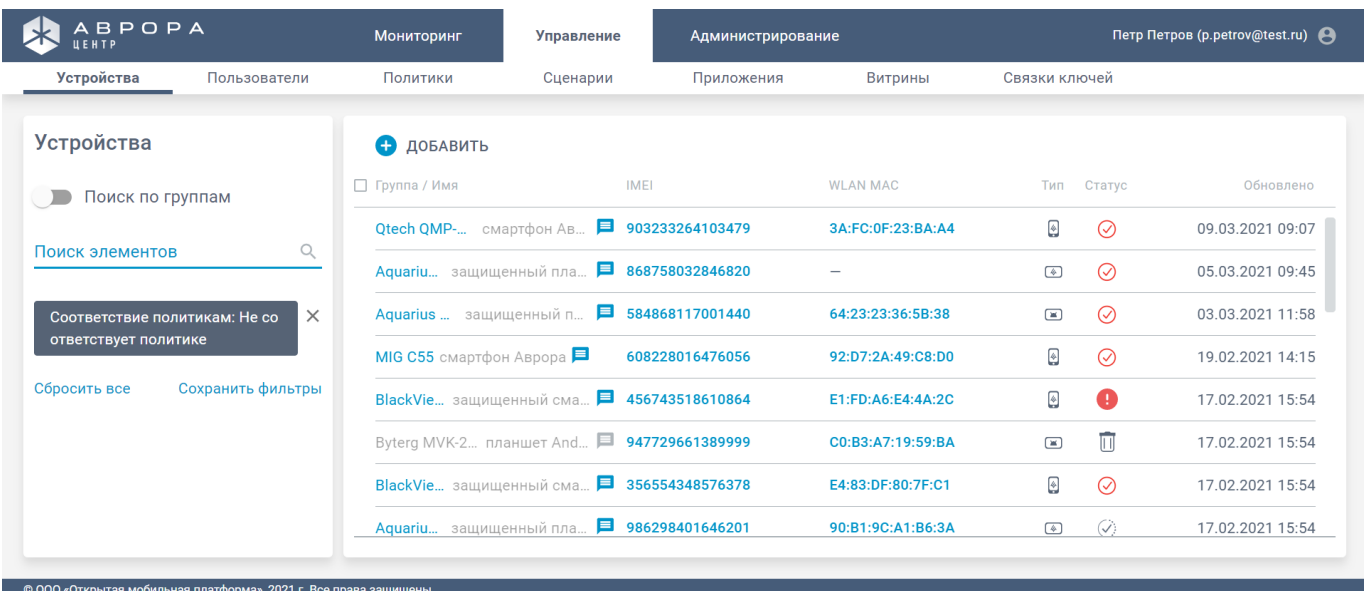 АВРОРА
ЦЕНТР
Мониторинг Управление Администрирование Петр Петров (p.petrov@test.ru)
Устройства Пользователи Политики Сценарии Приложения Витрины Связки ключей
Устройства
Поиск по группам
Поиск элементов
Соответствие политикам: Не со
ответствует политике
Сбросить все Сохранить фильтры
ДОБАВИТЬ
Группа / Имя IMEI WLAN MAC Тип Статус Обновлено
Qtech QMP-... смартфон Ав... 903233264103479 3A:FC:0F:23:BA:A4 09.03.2021 09:07
Aquariu... защищенный пла... 868758032846820 — 05.03.2021 09:45
Aquarius ... защищенный п... 584868117001440 64:23:23:36:5B:38 03.03.2021 11:58
MIG C55 смартфон Аврора 608228016476056 92:D7:2A:49:C8:D0 19.02.2021 14:15
BlackVie... защищенный сма... 456743518610864 E1:FD:A6:E4:4A:2C 17.02.2021 15:54
Byterg MVK-2... планшет And... 947729661389999 C0:B3:A7:19:59:BA 17.02.2021 15:54
BlackVie... защищенный сма... 356554348576378 E4:83:DF:80:7F:C1 17.02.2021 15:54
Aquariu... защищенный пла... 986298401646201 90:B1:9C:A1:B6:3A 17.02.2021 15:54
© ООО «Открытая мобильная платформа», 2021 г. Все права защищены